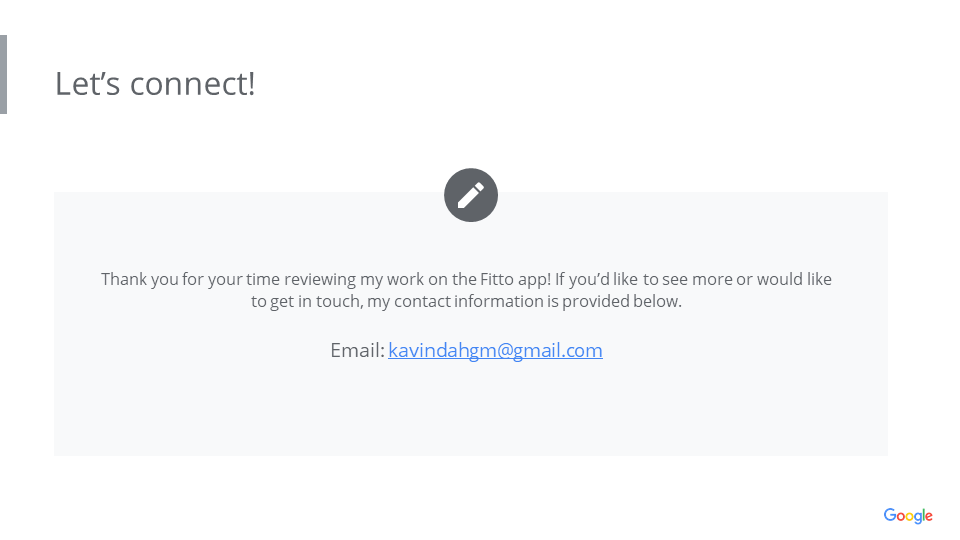 Let’s connect!
Thank you for your time reviewing my work on the Fitto app! If you’d like to see more or would like
to get in touch, my contact information is provided below.
Email: kavindahgm@gmail.com
Google